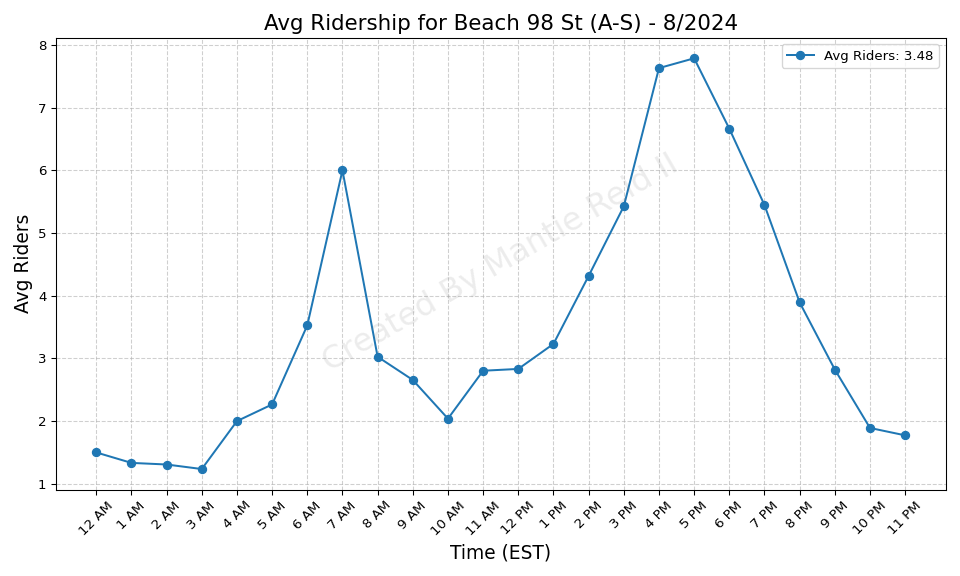 Avg Ridership for Beach 98 St (A-S) - 8/2024
Avg Riders: 3.48
8
7
6
5
4
3
2
1
Avg Riders
Created By Mantie Reid II
12 AM
1 AM
2 AM
3 AM
4 AM
5 AM
6 AM
7 AM
8 AM
9 AM
10 AM
11 AM
12 PM
1 PM
2 PM
3 PM
4 PM
5 PM
6 PM
7 PM
8 PM
9 PM
10 PM
11 PM
Time (EST)